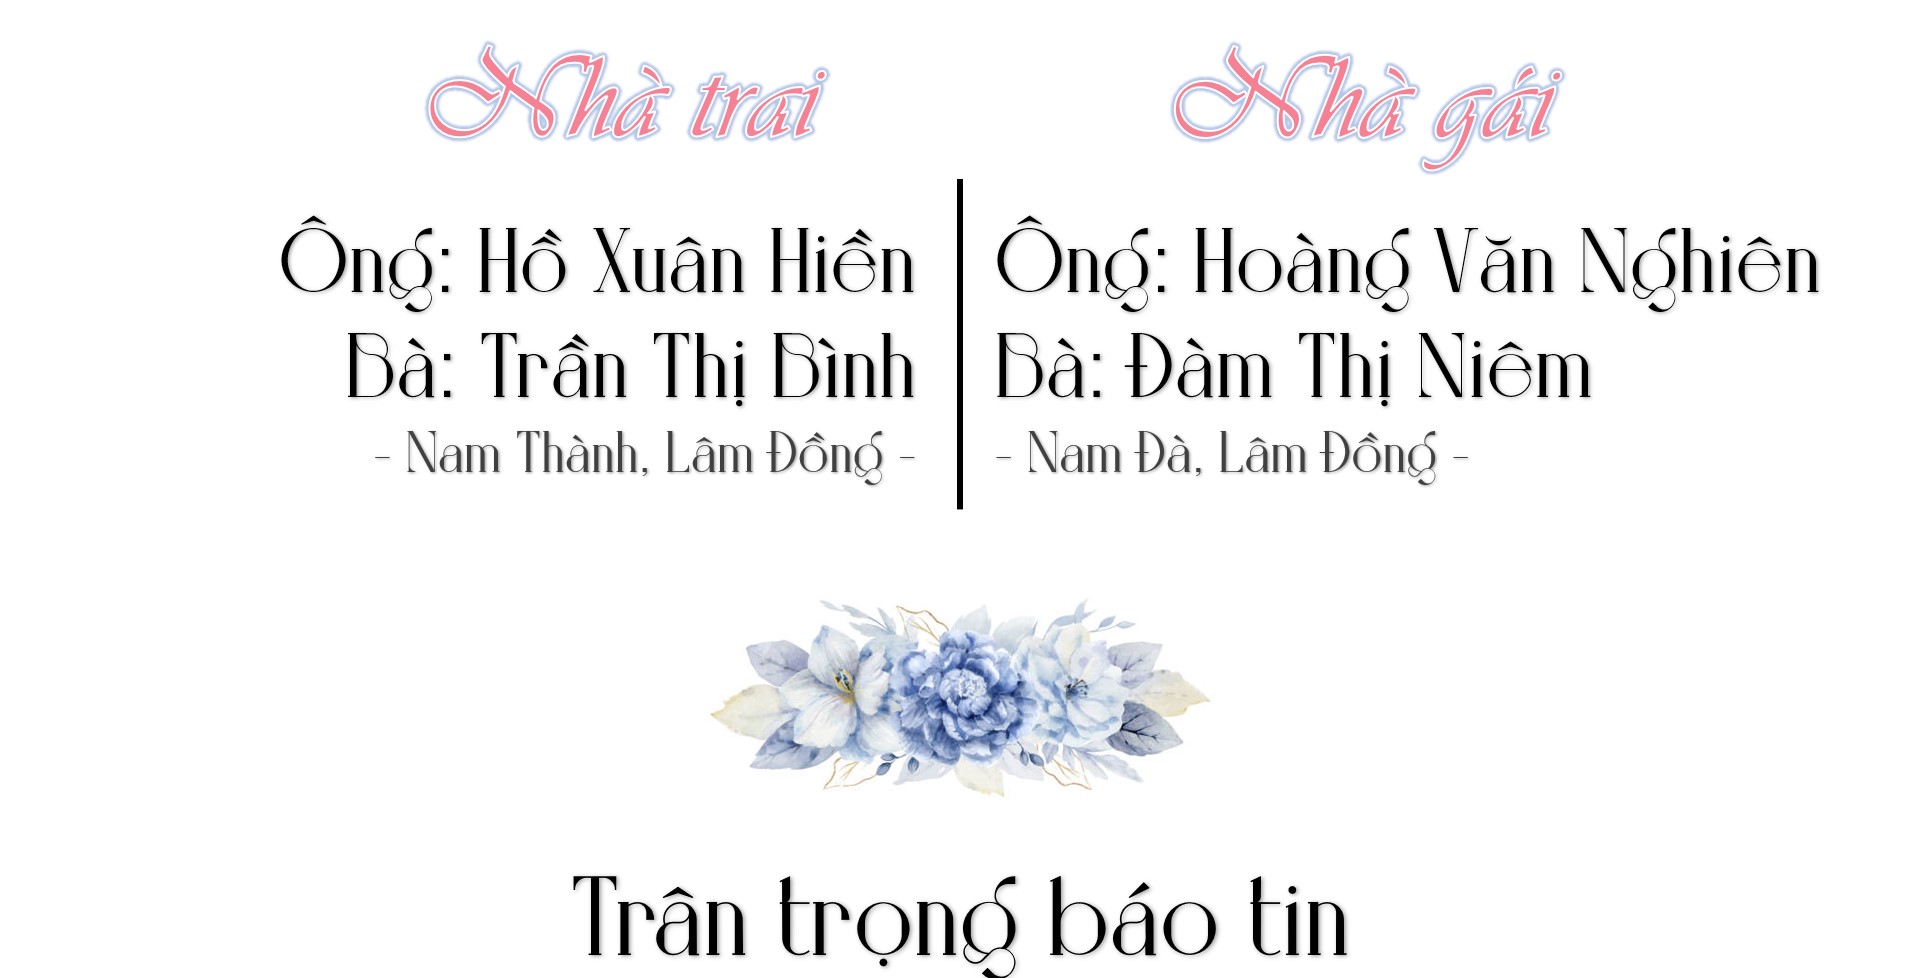 Nhà trai
Ông: Hồ Xuân Hiền
Bà: Trần Thị Bình
- Nam Thành, Lâm Đồng -
Nhà gái
Ông: Hoàng Văn Nghiên
Bà: Đàm Thị Niêm
- Nam Đà, Lâm Đồng -
Trân trọng báo tin